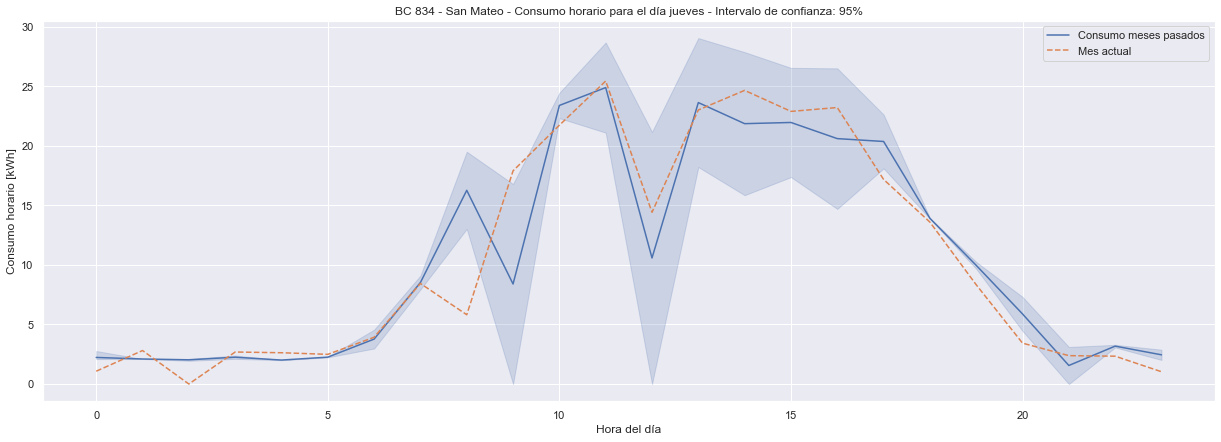 BC 834 - San Mateo - Consumo horario para el día jueves - Intervalo de confianza: 95%
Consumo meses pasados
Mes actual
Consumo horario [kWh]
30
25
20
15
10
5
0
0 5 10 15 20
Hora del día